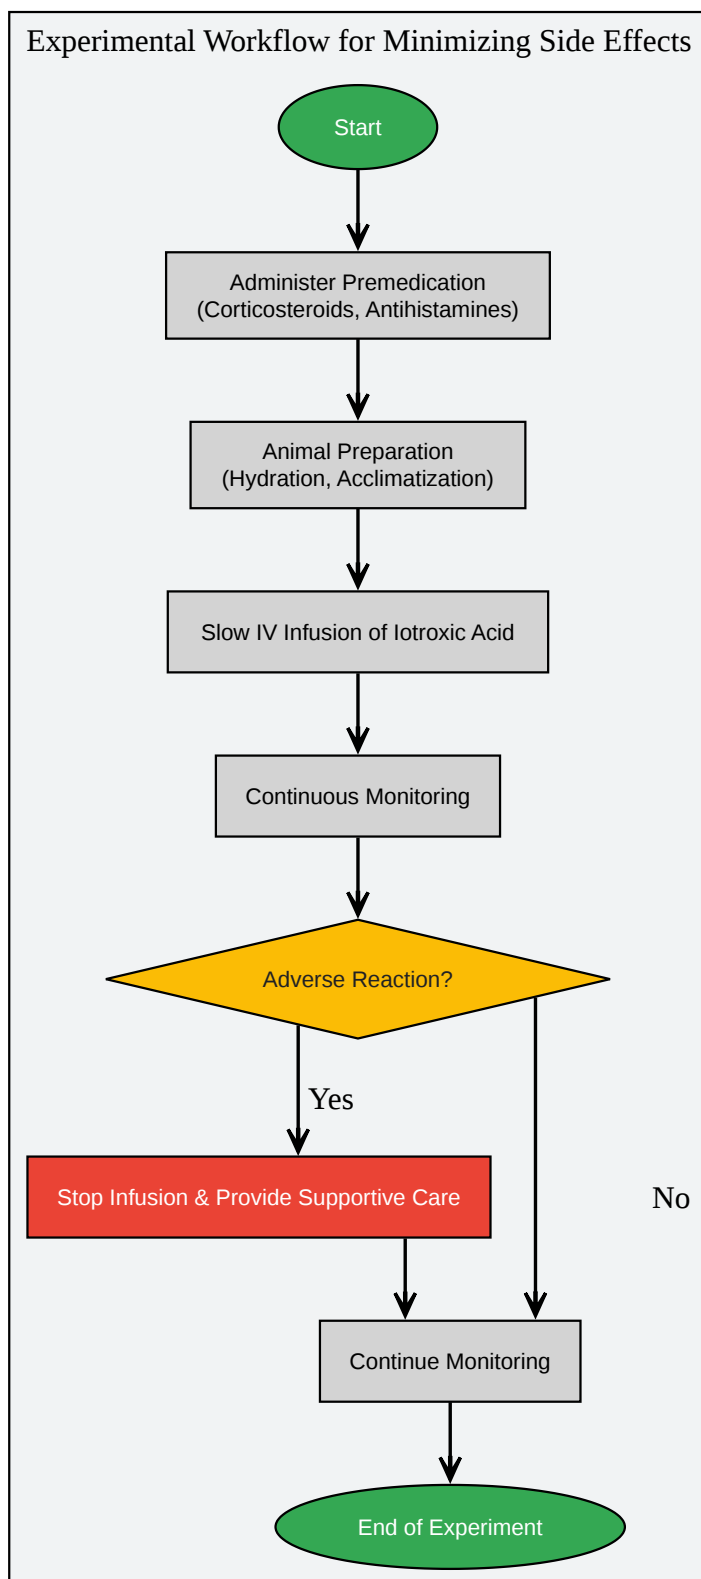 Experimental Workflow for Minimizing Side Effects
Start
Administer Premedication
(Corticosteroids, Antihistamines)
Animal Preparation
(Hydration, Acclimatization)
Slow IV Infusion of Iotroxic Acid
Continuous Monitoring
Adverse Reaction?
Yes
Stop Infusion & Provide Supportive Care
No
Continue Monitoring
End of Experiment